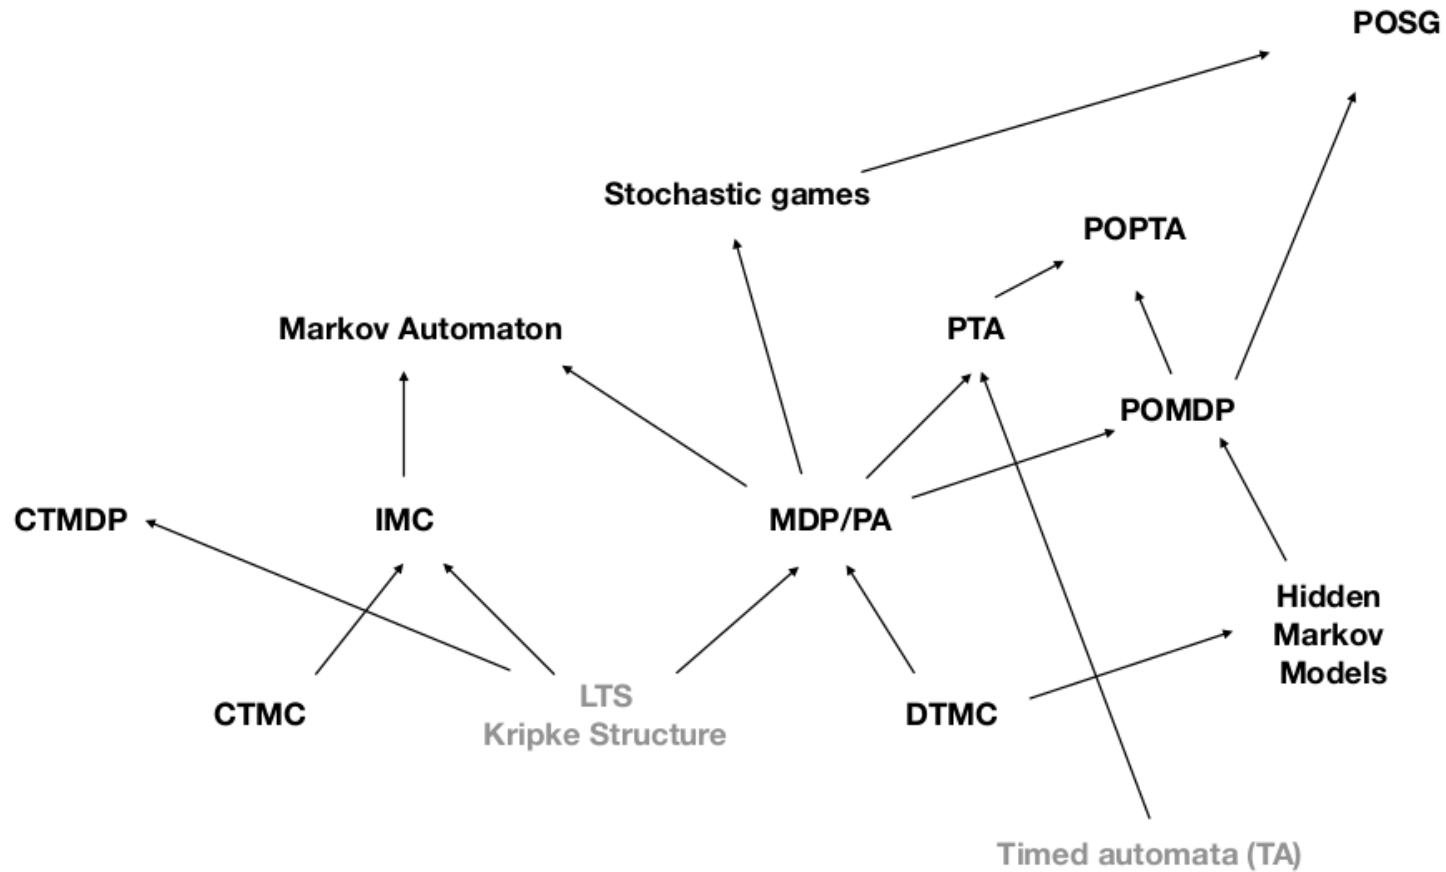 POSG
Stochastic games
POPTA
Markov Automaton
PTA
POMDP
CTMDP
IMC
MDP/PA
Hidden
Markov
Models
CTMC
LTS
Kripke Structure
DTMC
Timed automata (TA)